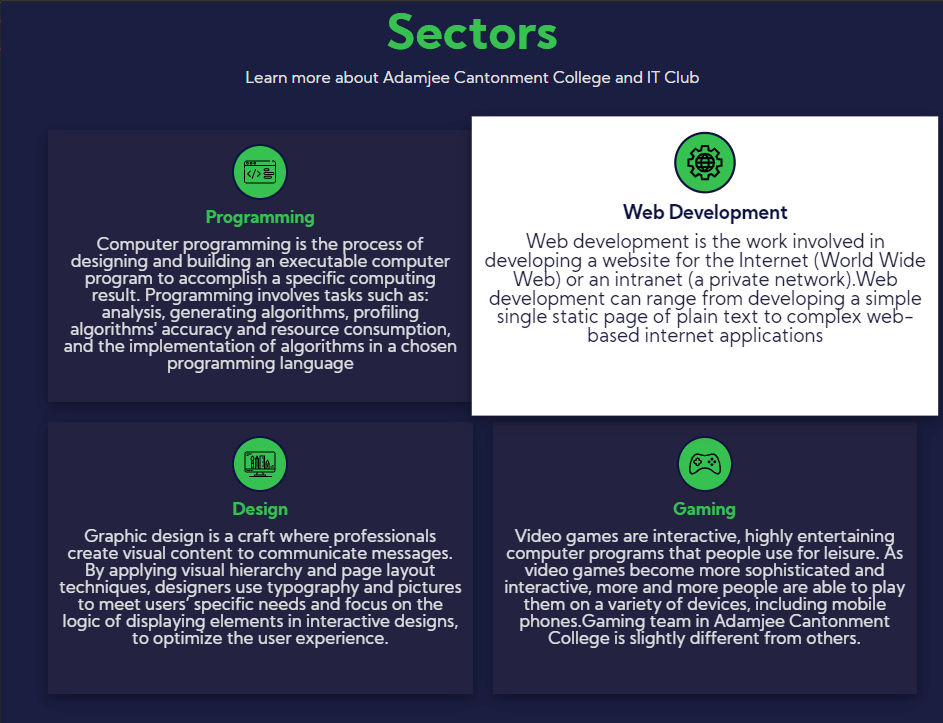 Sectors
Learn more about Adamjee Cantonment College and IT Club
Programming
Computer programming is the process of
designing and building an executable computer
program to accomplish a specific computing
result. Programming involves tasks such as:
analysis, generating algorithms, profiling
algorithms' accuracy and resource consumption,
and the implementation of algorithms in a chosen
programming language
Web Development
Web development is the work involved in
developing a website for the Internet (World Wide
Web) or an intranet (a private network).Web
development can range from developing a simple
single static page of plain text to complex web-
based internet applications
Design
Graphic design is a craft where professionals
create visual content to communicate messages.
By applying visual hierarchy and page layout
techniques, designers use typography and pictures
to meet users' specific needs and focus on the
logic of displaying elements in interactive designs,
to optimize the user experience.
Gaming
Video games are interactive, highly entertaining
computer programs that people use for leisure. As
video games become more sophisticated and
interactive, more and more people are able to play
them on a variety of devices, including mobile
phones.Gaming team in Adamjee Cantonment
College is slightly different from others.